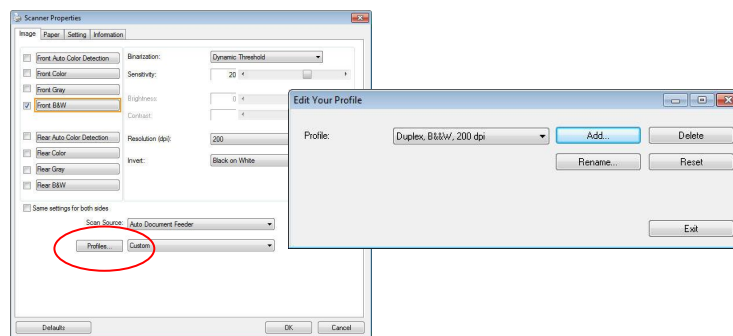 Scanner Properties
Image Paper Setting Information
Front Auto Color Detection
Front Color
Front Gray
Front B&W
Rear Auto Color Detection
Rear Color
Rear Gray
Rear B&W
Binarization: Dynamic Threshold
Sensitivity: 20
Brightness: 0
Contrast:
Resolution (dpi): 200
Invert: Black on White
Same settings for both sides
Scan Source: Auto Document Feeder
Profiles... Custom
Defaults OK Cancel
Edit Your Profile
Profile: Duplex, B&&W, 200 dpi Add... Delete
Rename... Reset
Exit